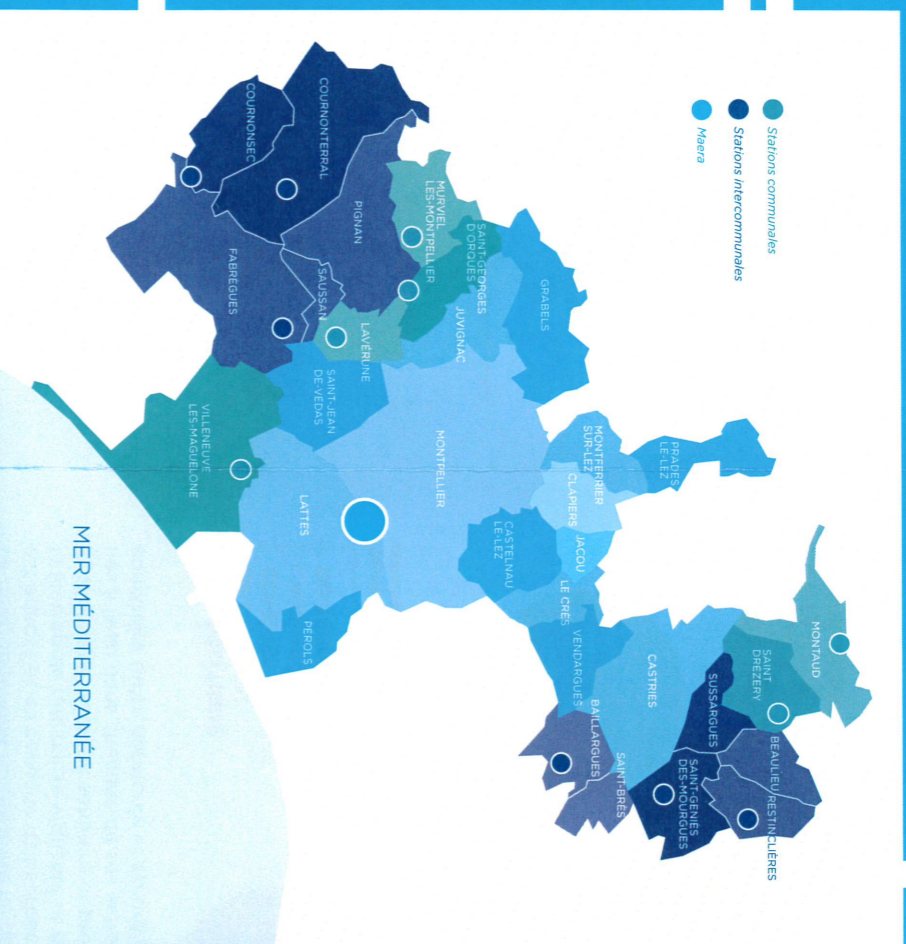 Stations communales
Stations intercommunales
Maera
MONTAUD
SAINT
DRÉZERY
BEAULIEU
RESTINCLIÈRES
SUSSARGUES
SAINT-GENIÈS
DES-MOURGUES
CASTRIES
SAINT-BRÈS
BAILLARGUES
VENDARGUES
LE CRÈS
JACOU
CLAPIERS
PRADES
LE-LEZ
MONTFERRIER
SUR-LEZ
CASTELNAU
LE-LEZ
GRABELS
JUVIGNAC
SAINT-GEORGES
D'ORQUES
MURVIEL
LES-MONTPELLIER
MONTPELLIER
PIGNAN
LAVÉRUNE
SAUSSAN
SAINT-JEAN
DE-VÉDAS
COURNONTERRAL
COURNONSEC
FABRÈGUES
LATTES
PÉROLS
VILLENEUVE
LES-MAGUELONE
MER MÉDITERRANÉE